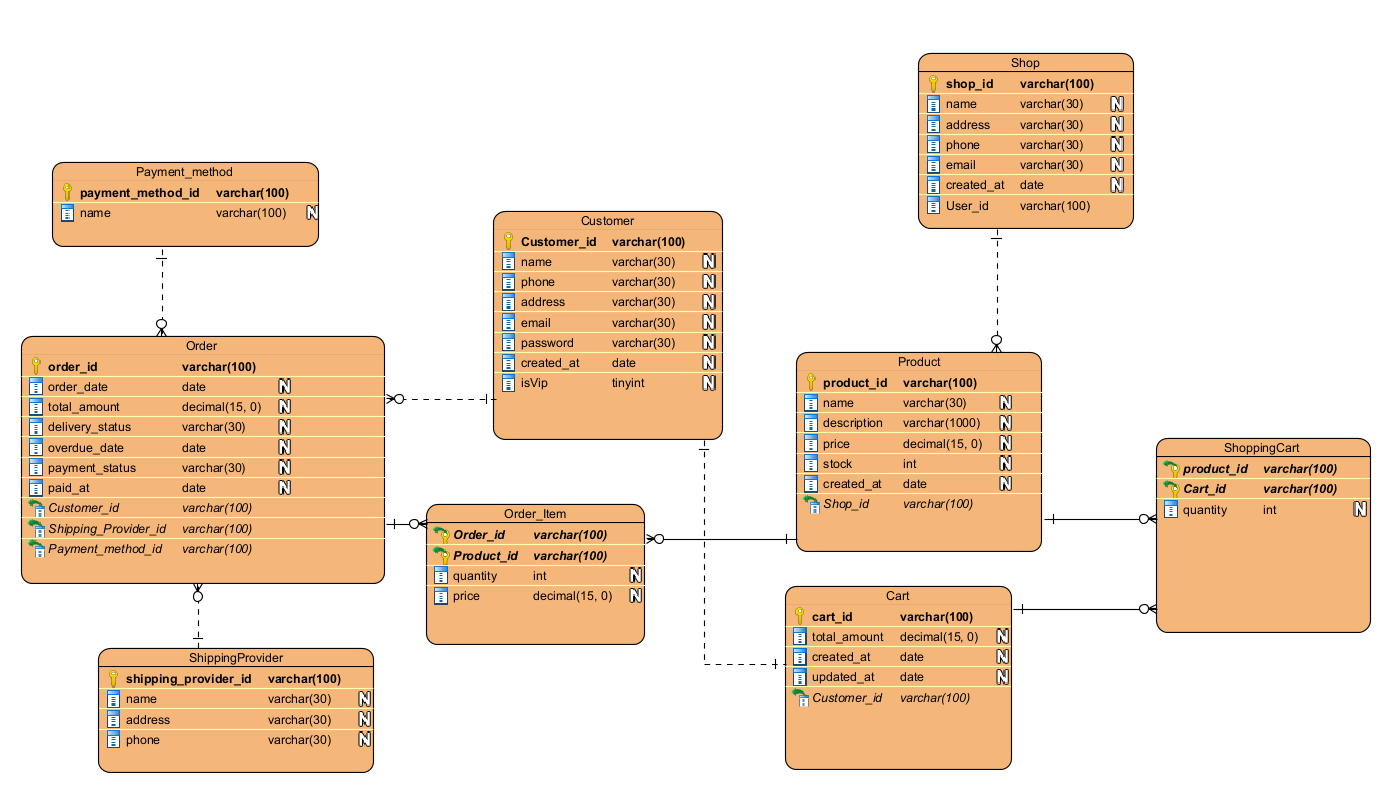 Shop
shop_id varchar(100)
name varchar(30) N
address varchar(30) N
phone varchar(30) N
email varchar(30) N
created_at date N
User_id varchar(100)
Payment_method
payment_method_id varchar(100)
name varchar(100) N
Customer
Customer_id varchar(100)
name varchar(30) N
phone varchar(30) N
address varchar(30) N
email varchar(30) N
password varchar(30) N
created_at date N
isVip tinyint N
Order
order_id varchar(100)
order_date date N
total_amount decimal(15, 0) N
delivery_status varchar(30) N
overdue_date date N
payment_status varchar(30) N
paid_at date N
Customer_id varchar(100)
Shipping_Provider_id varchar(100)
Payment_method_id varchar(100)
Product
product_id varchar(100)
name varchar(30) N
description varchar(1000) N
price decimal(15, 0) N
stock int N
created_at date N
Shop_id varchar(100)
ShoppingCart
product_id varchar(100)
Cart_id varchar(100)
quantity int N
Order_Item
Order_id varchar(100)
Product_id varchar(100)
quantity int N
price decimal(15, 0) N
Cart
cart_id varchar(100)
total_amount decimal(15, 0) N
created_at date N
updated_at date N
Customer_id varchar(100)
ShippingProvider
shipping_provider_id varchar(100)
name varchar(30) N
address varchar(30) N
phone varchar(30) N